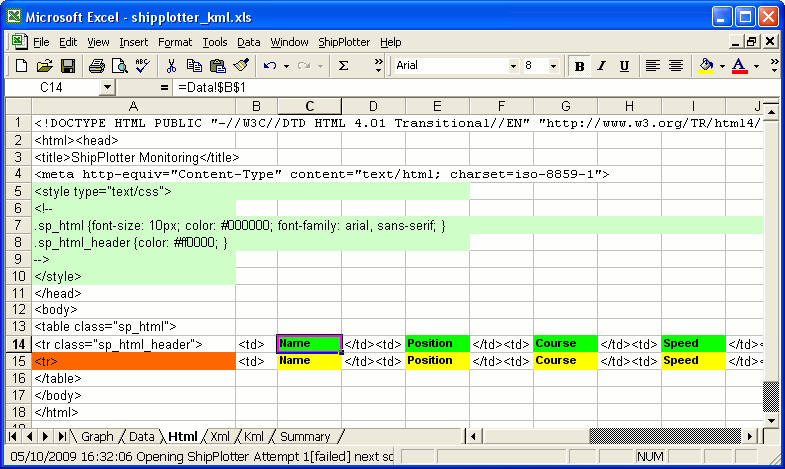 Microsoft Excel - shipplotter_kml.xls
File Edit View Insert Format Tools Data Window ShipPlotter Help
Arial 8 B I U A
C14 = =Data!$B$1
A B C D E F G H I J
1 <!DOCTYPE HTML PUBLIC "-//W3C//DTD HTML 4.01 Transitional//EN" "http://www.w3.org/TR/html4/
2 <html><head>
3 <title>ShipPlotter Monitoring</title>
4 <meta http-equiv="Content-Type" content="text/html; charset=iso-8859-1">
5 <style type="text/css">
6 <!--
7 .sp_html {font-size: 10px; color: #000000; font-family: arial, sans-serif; }
8 .sp_html_header {color: #ff0000; }
9 -->
10 </style>
11 </head>
12 <body>
13 <table class="sp_html">
14 <tr class="sp_html_header"> <td> Name </td><td> Position </td><td> Course </td><td> Speed </td><
15 <tr> <td> Name </td><td> Position </td><td> Course </td><td> Speed </td><
16 </table>
17 </body>
18 </html>
Graph Data Html Xml Kml Summary
05/10/2009 16:32:06 Opening ShipPlotter Attempt 1[failed] next sc NUM